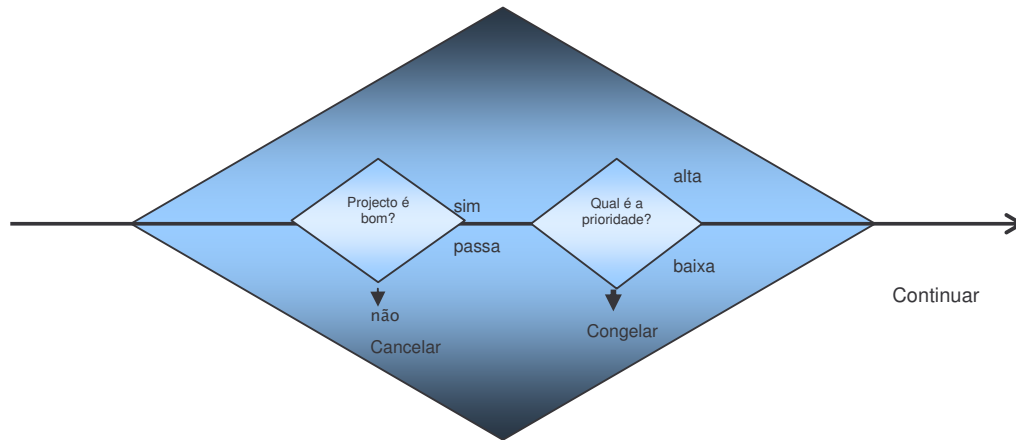 Projecto é
bom?
sim
passa
não
Cancelar
Qual é a
prioridade?
alta
baixa
Congelar
Continuar